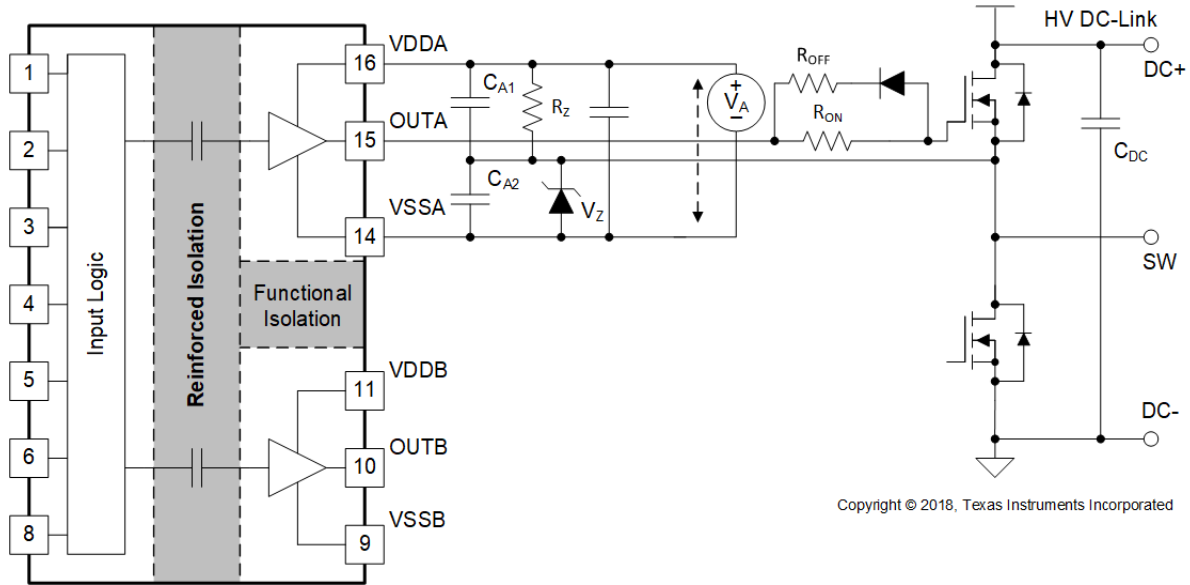 1
2
3
4
5
6
8
Input Logic
Reinforced Isolation
Functional
Isolation
16
15
14
11
10
9
VDDA
OUTA
VSSA
VDDB
OUTB
VSSB
CA1
RZ
CA2
VZ
+
VA
−
ROFF
RON
HV DC-Link
DC+
CDC
SW
DC-
Copyright © 2018, Texas Instruments Incorporated